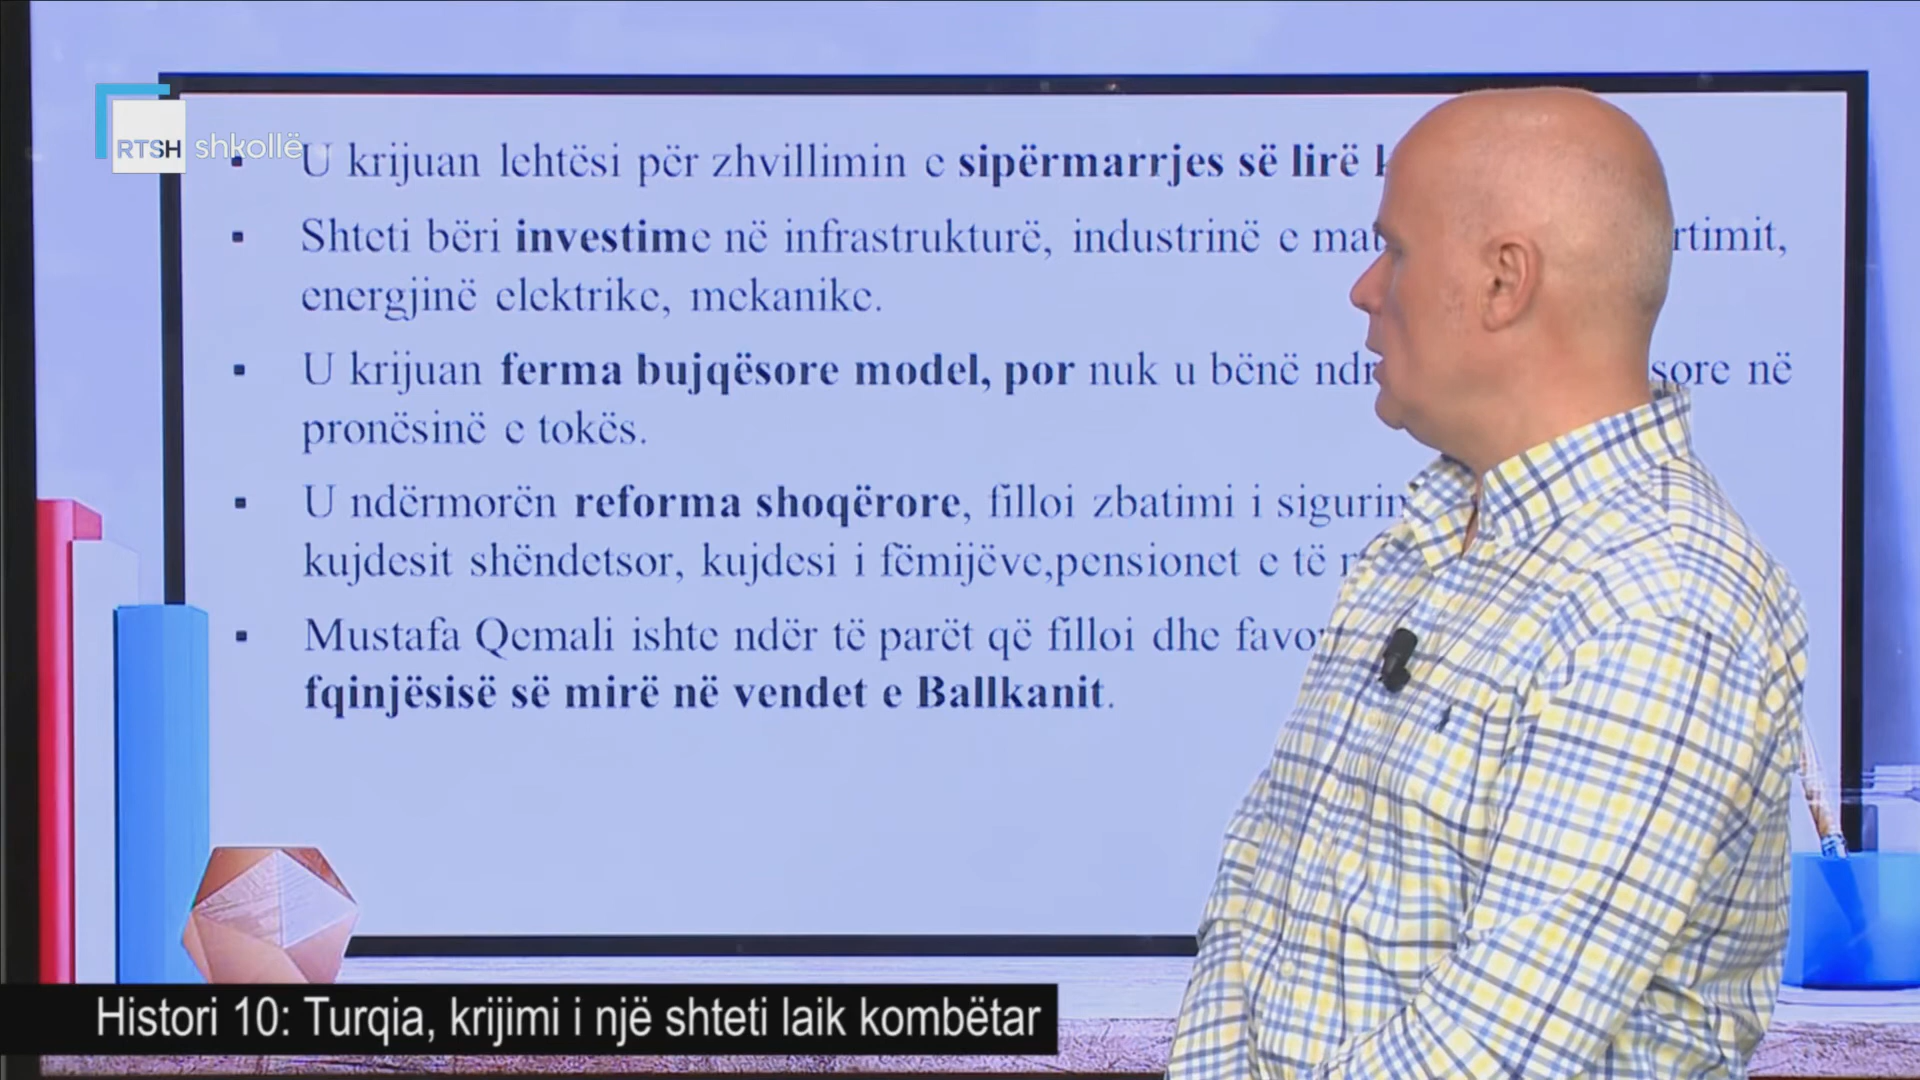 RTSH shkollë
U krijuan lehtësi për zhvillimin e sipërmarrjes së lirë
Shteti bëri investime në infrastrukturë, industrinë e
energjinë elektrike, mekanike.
U krijuan ferma bujqësore model, por nuk u bënë në
pronësinë e tokës.
U ndërmorën reforma shoqërore, filloi zbatimi i
kujdesit shëndetsor, kujdesi i fëmijëve,pensionet e të
Mustafa Qemali ishte ndër të parët që filloi dhe
fqinjësisë së mirë në vendet e Ballkanit.
Histori 10: Turqia, krijimi i një shteti laik kombëtar